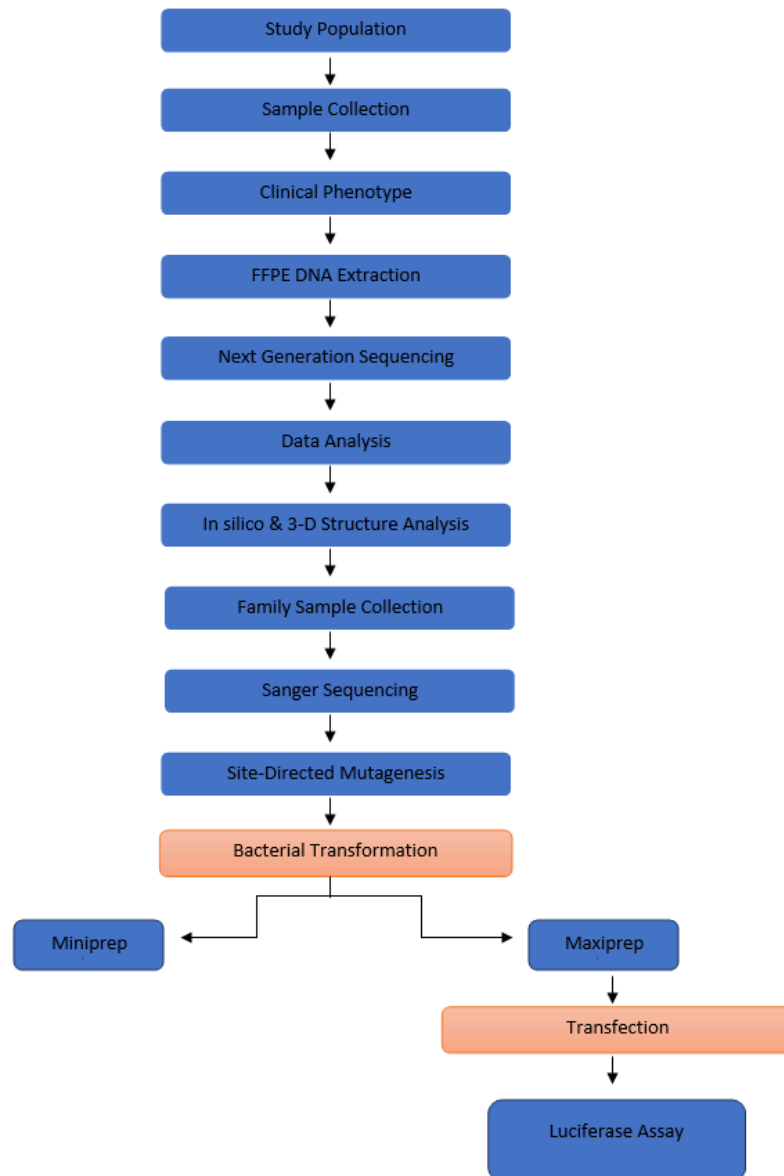 Study Population
Sample Collection
Clinical Phenotype
FFPE DNA Extraction
Next Generation Sequencing
Data Analysis
In silico & 3-D Structure Analysis
Family Sample Collection
Sanger Sequencing
Site-Directed Mutagenesis
Bacterial Transformation
Miniprep
Maxiprep
Transfection
Luciferase Assay